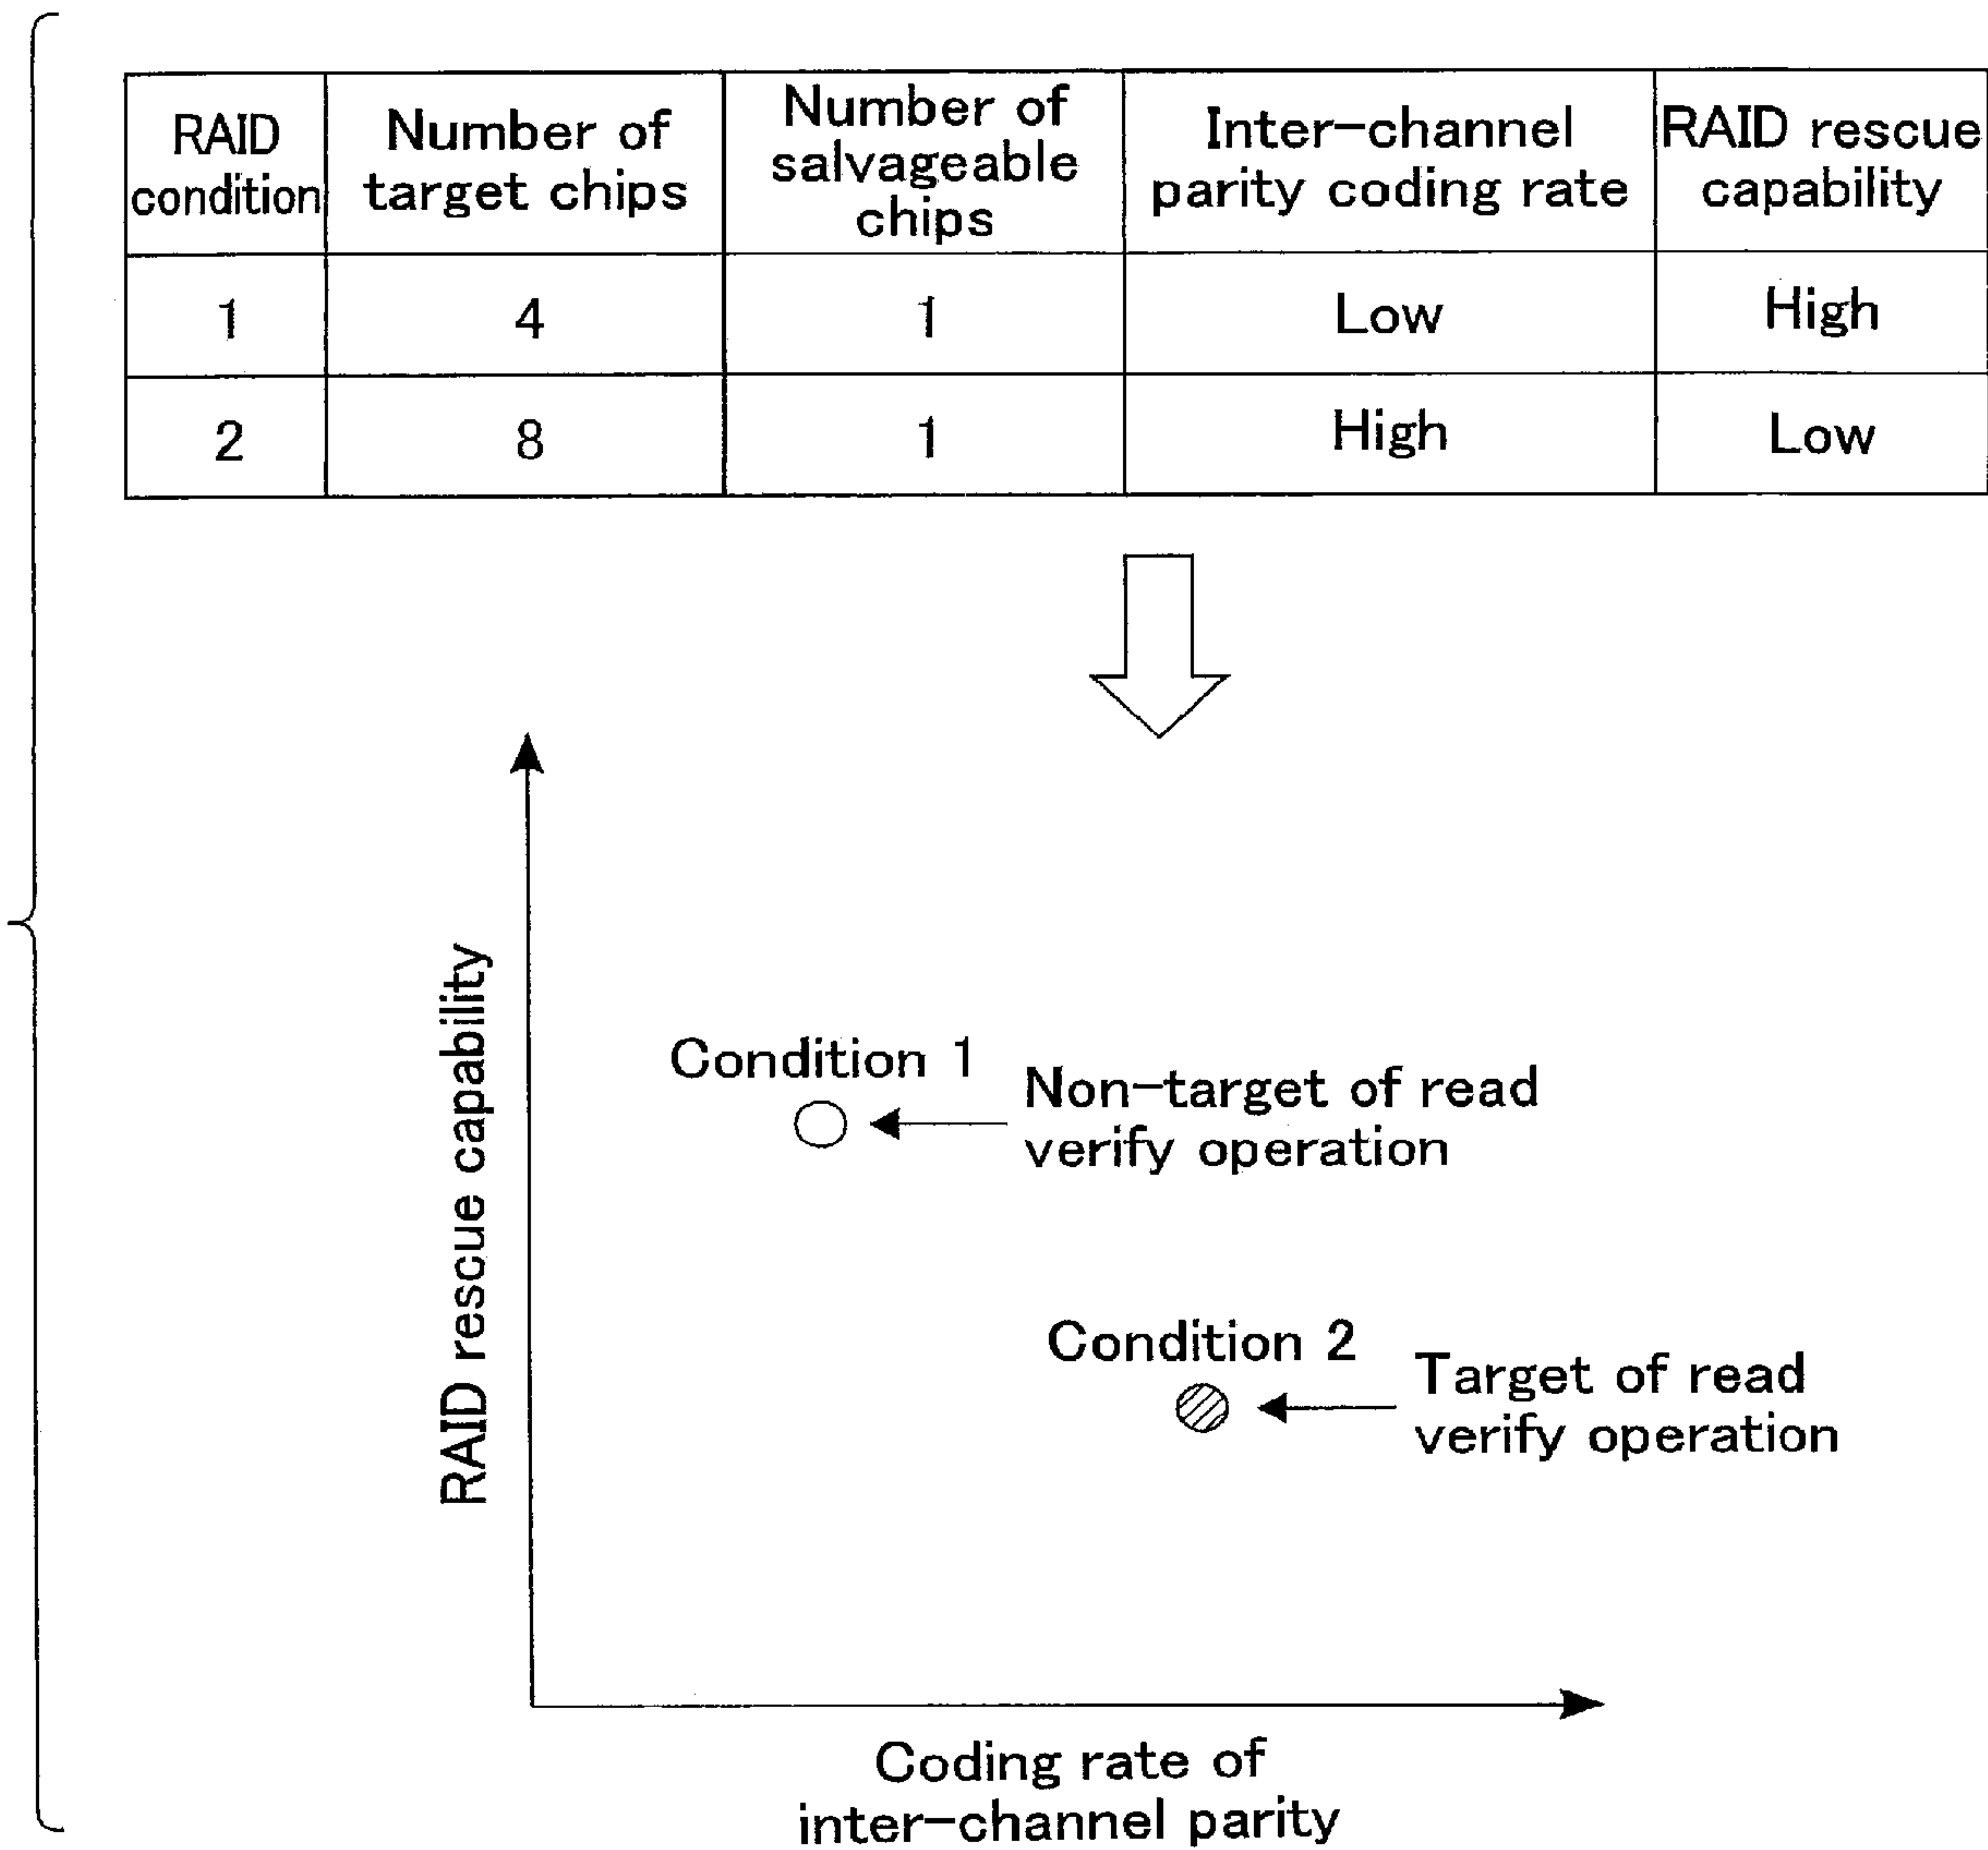 RAID
condition
Number of
target chips
Number of
salvageable
chips
Inter-channel
parity coding rate
RAID rescue
capability
1
4
1
Low
High
2
8
1
High
Low
RAID rescue capability
Condition 1
Non-target of read
verify operation
Condition 2
Target of read
verify operation
Coding rate of
inter-channel parity